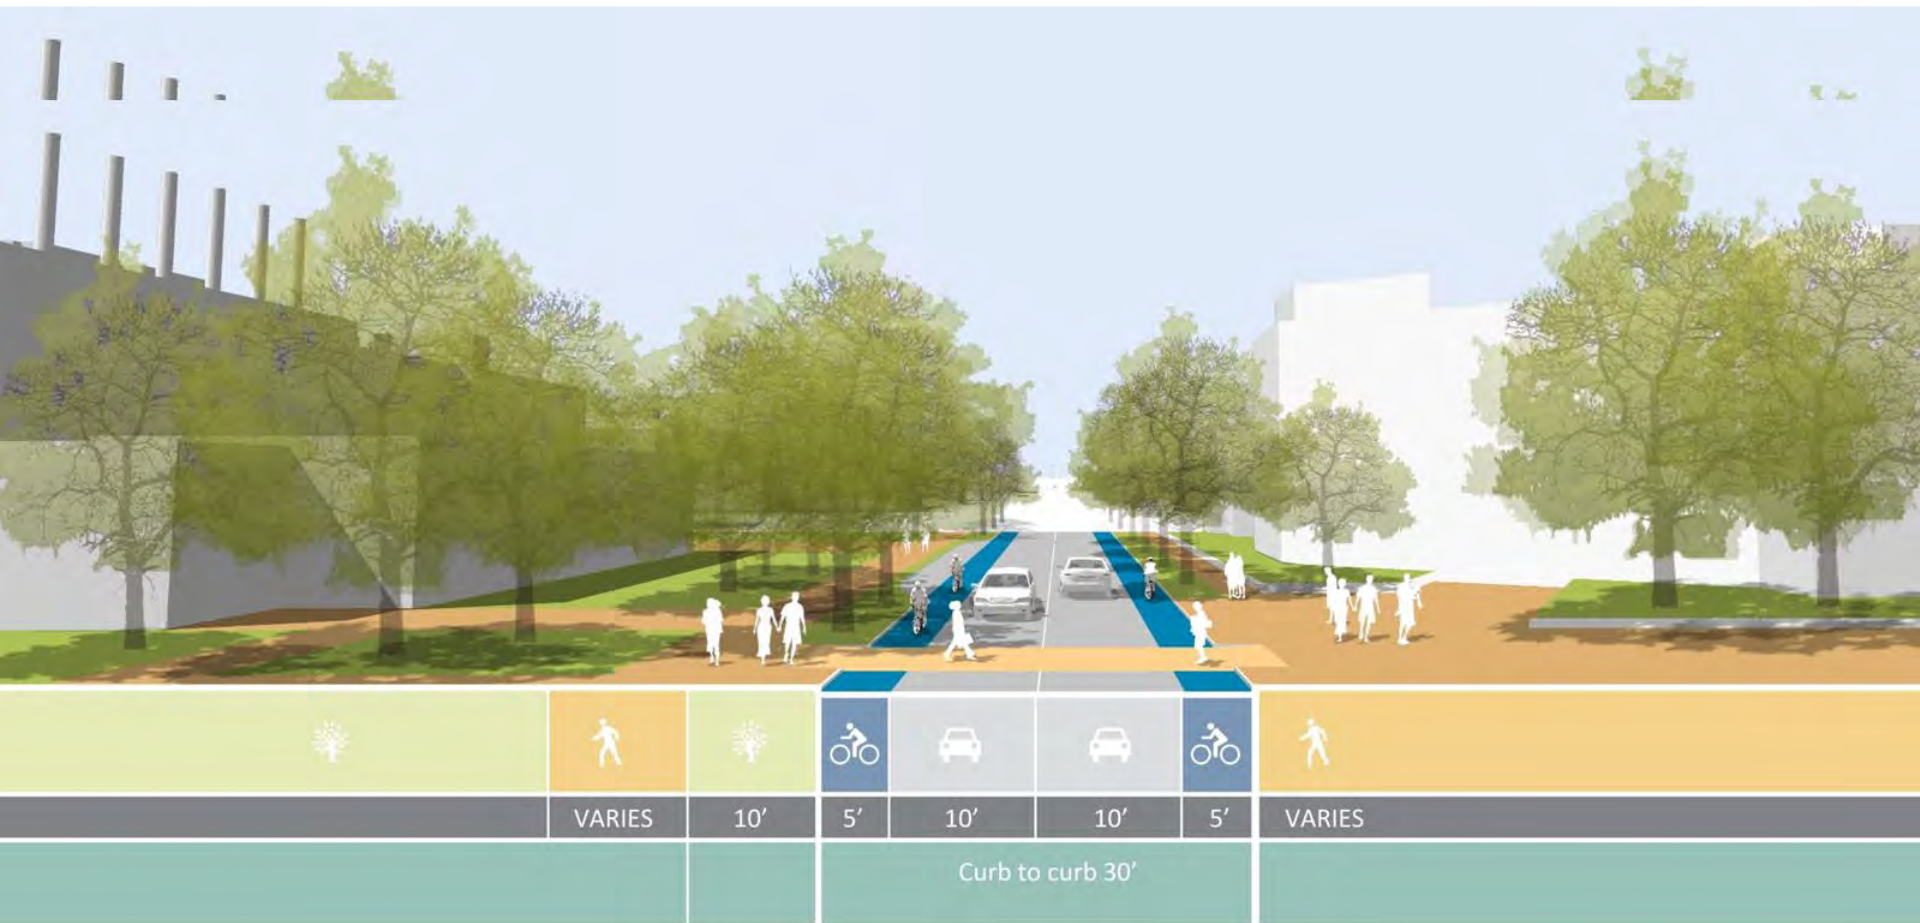 VARIES 10′ 5′ 10′ 10′ 5′ VARIES
Curb to curb 30′